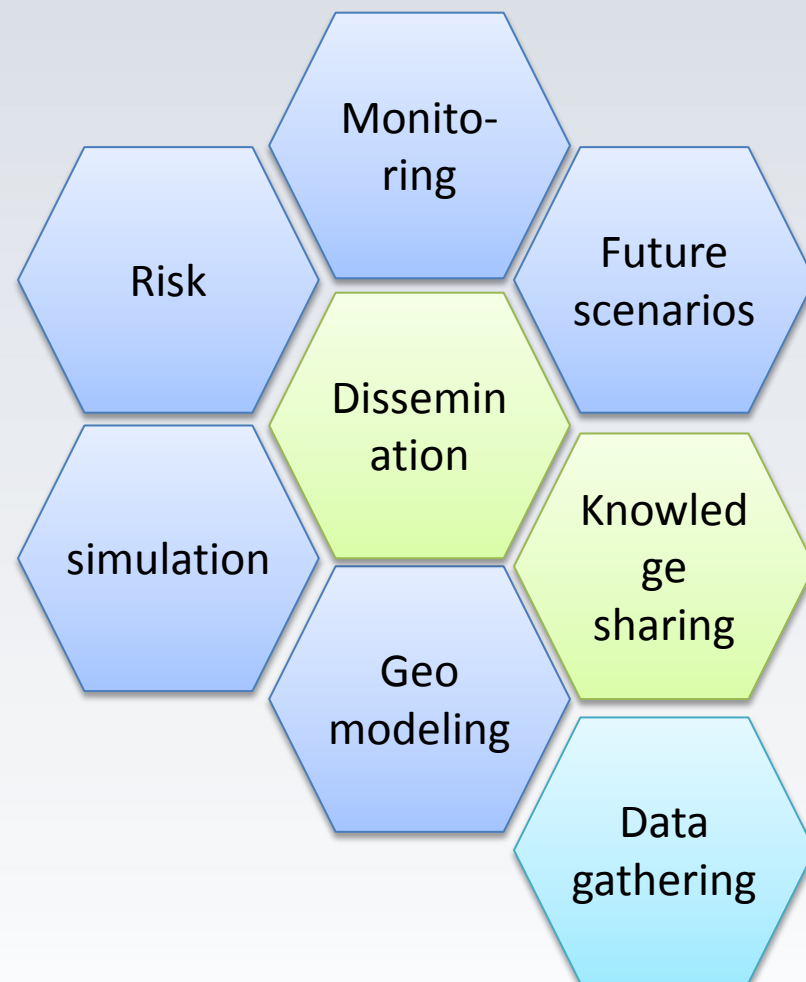 Monito-
ring
Risk
Future
scenarios
Dissemin
ation
simulation
Knowled
ge
sharing
Geo
modeling
Data
gathering